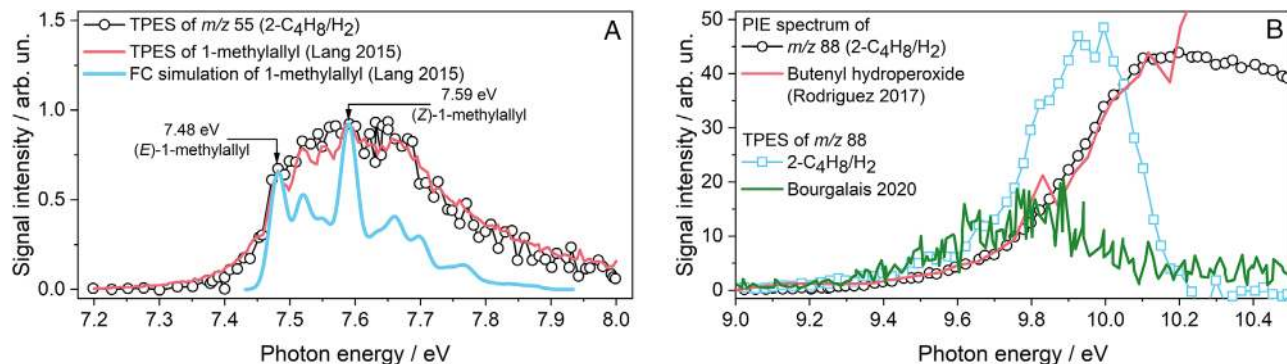 A
TPES of m/z 55 (2-C₄H₈/H₂)
TPES of 1-methylallyl (Lang 2015)
FC simulation of 1-methylallyl (Lang 2015)
7.59 eV
(Z)-1-methylallyl
7.48 eV
(E)-1-methylallyl
Signal intensity / arb. un.
1.5
1.0
0.5
0.0
7.2 7.3 7.4 7.5 7.6 7.7 7.8 7.9 8.0
Photon energy / eV
B
PIE spectrum of
m/z 88 (2-C₄H₈/H₂)
Butenyl hydroperoxide
(Rodriguez 2017)
TPES of m/z 88
2-C₄H₈/H₂
Bourgalais 2020
Signal intensity / arb. un.
50
40
30
20
10
0
9.0 9.2 9.4 9.6 9.8 10.0 10.2 10.4
Photon energy / eV